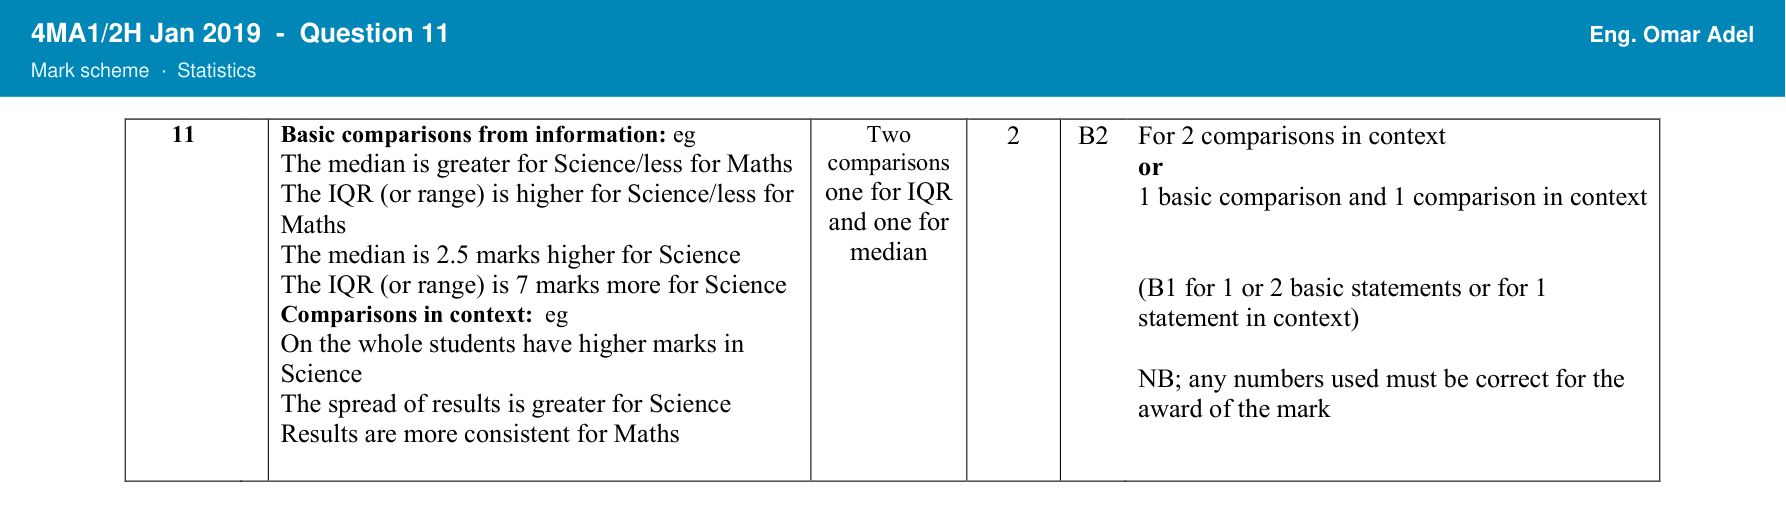 4MA1/2H Jan 2019 - Question 11
Eng. Omar Adel
Mark scheme · Statistics
11
Basic comparisons from information: eg
The median is greater for Science/less for Maths
The IQR (or range) is higher for Science/less for
Maths
The median is 2.5 marks higher for Science
The IQR (or range) is 7 marks more for Science
Comparisons in context: eg
On the whole students have higher marks in
Science
The spread of results is greater for Science
Results are more consistent for Maths
Two
comparisons
one for IQR
and one for
median
2
B2
For 2 comparisons in context
or
1 basic comparison and 1 comparison in context
(B1 for 1 or 2 basic statements or for 1
statement in context)
NB; any numbers used must be correct for the
award of the mark